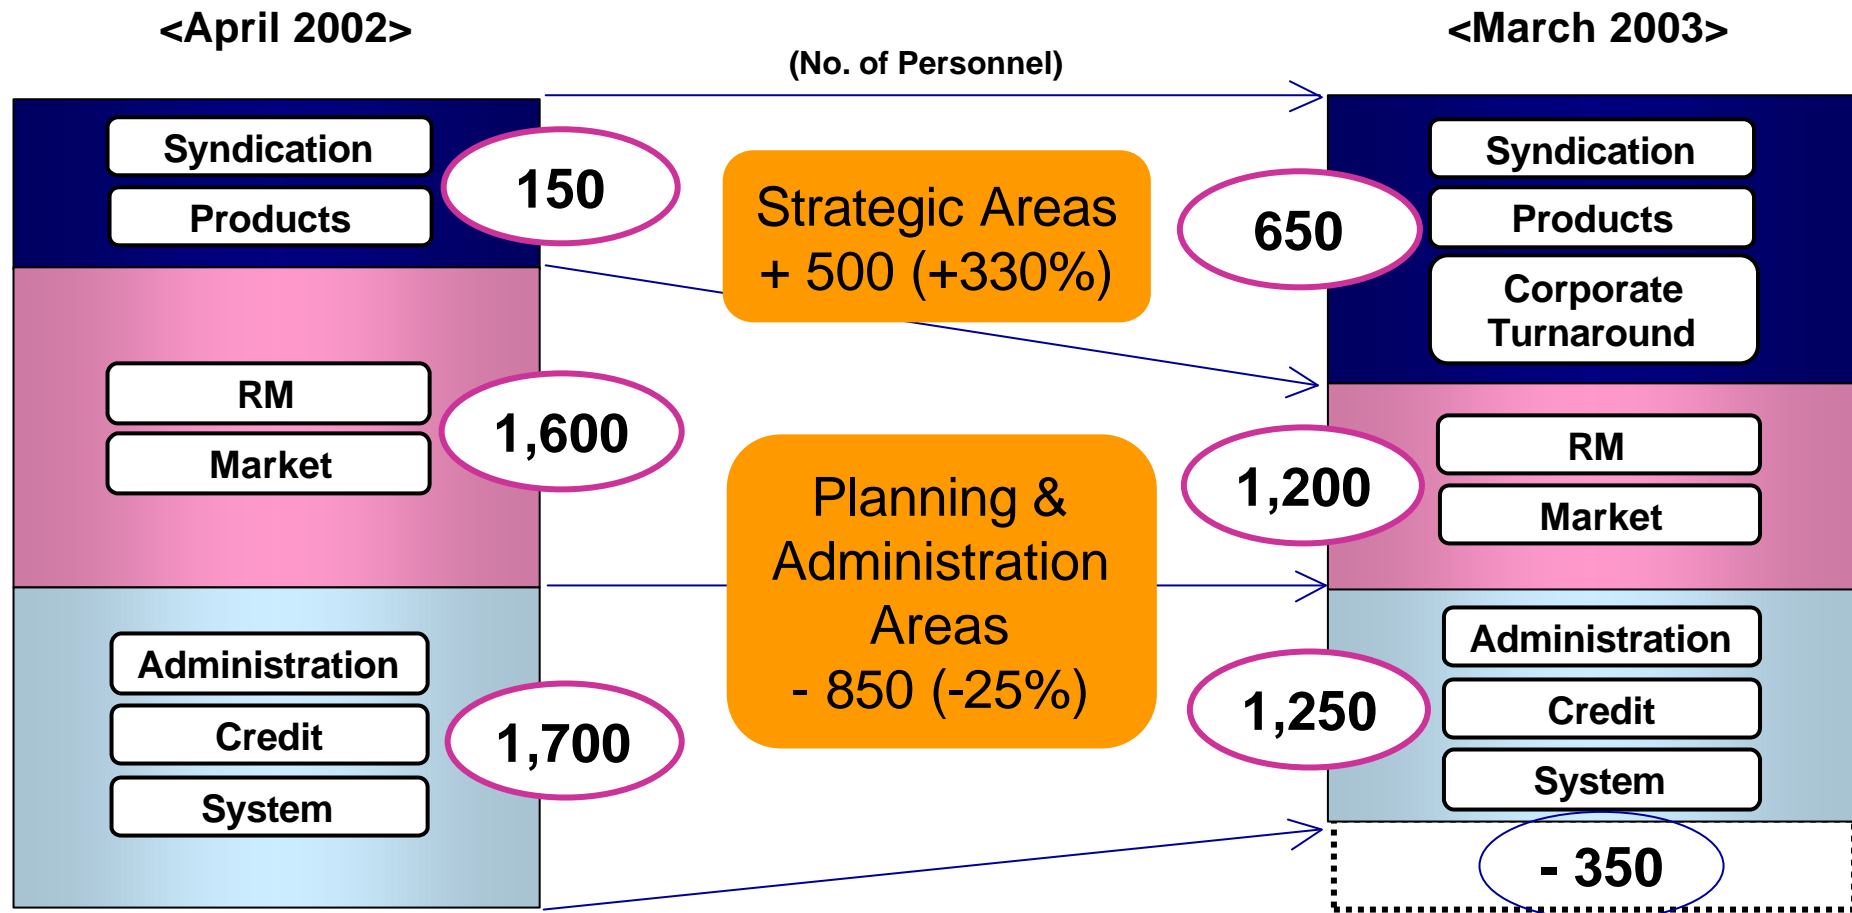 <April 2002>
(No. of Personnel)
<March 2003>
Syndication
Products
150
RM
Market
1,600
Administration
Credit
System
1,700
Strategic Areas
+ 500 (+330%)
Planning &
Administration
Areas
- 850 (-25%)
650
Syndication
Products
Corporate
Turnaround
1,200
RM
Market
1,250
Administration
Credit
System
- 350